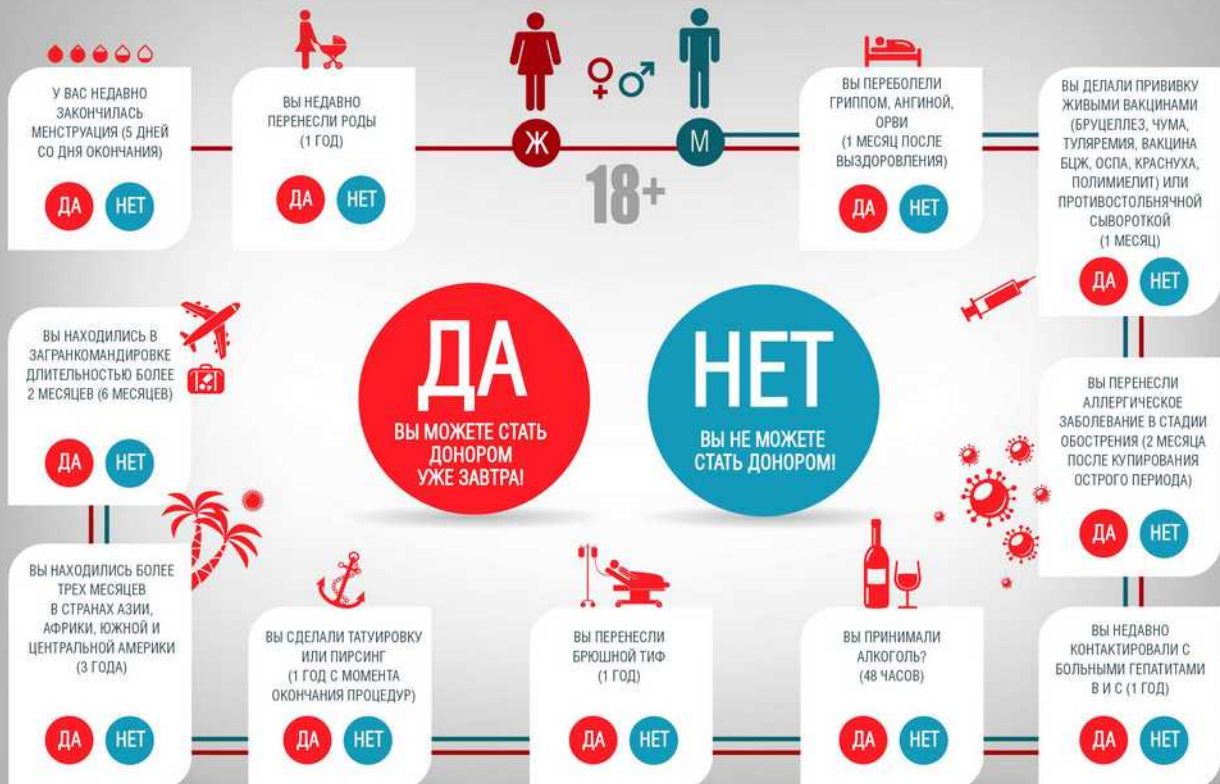 У ВАС НЕДАВНО
ЗАКОНЧИЛАСЬ
МЕНСТРУАЦИЯ (5 ДНЕЙ
СО ДНЯ ОКОНЧАНИЯ)
ДА НЕТ
ВЫ НЕДАВНО
ПЕРЕНЕСЛИ РОДЫ
(1 ГОД)
ДА НЕТ
Ж М
18+
ВЫ ПЕРЕБОЛЕЛИ
ГРИППОМ, АНГИНОЙ,
ОРВИ
(1 МЕСЯЦ ПОСЛЕ
ВЫЗДОРОВЛЕНИЯ)
ДА НЕТ
ВЫ ДЕЛАЛИ ПРИВИВКУ
ЖИВЫМИ ВАКЦИНАМИ
(БРУЦЕЛЛЕЗ, ЧУМА,
ТУЛЯРЕМИЯ, ВАКЦИНА
БЦЖ, ОСПА, КРАСНУХА,
ПОЛИМИЕЛИТ) ИЛИ
ПРОТИВОСТОЛБНЯЧНОЙ
СЫВОРОТКОЙ
(1 МЕСЯЦ)
ДА НЕТ
ВЫ НАХОДИЛИСЬ В
ЗАГРАНКОМАНДИРОВКЕ
ДЛИТЕЛЬНОСТЬЮ БОЛЕЕ
2 МЕСЯЦЕВ (6 МЕСЯЦЕВ)
ДА НЕТ
ДА
ВЫ МОЖЕТЕ СТАТЬ
ДОНОРОМ
УЖЕ ЗАВТРА!
НЕТ
ВЫ НЕ МОЖЕТЕ
СТАТЬ ДОНОРОМ!
ВЫ ПЕРЕНЕСЛИ
АЛЛЕРГИЧЕСКОЕ
ЗАБОЛЕВАНИЕ В СТАДИИ
ОБОСТРЕНИЯ (2 МЕСЯЦА
ПОСЛЕ КУПИРОВАНИЯ
ОСТРОГО ПЕРИОДА)
ДА НЕТ
ВЫ НАХОДИЛИСЬ БОЛЕЕ
ТРЕХ МЕСЯЦЕВ
В СТРАНАХ АЗИИ,
АФРИКИ, ЮЖНОЙ И
ЦЕНТРАЛЬНОЙ АМЕРИКИ
(3 ГОДА)
ДА НЕТ
ВЫ СДЕЛАЛИ ТАТУИРОВКУ
ИЛИ ПИРСИНГ
(1 ГОД С МОМЕНТА
ОКОНЧАНИЯ ПРОЦЕДУР)
ДА НЕТ
ВЫ ПЕРЕНЕСЛИ
БРЮШНОЙ ТИФ
(1 ГОД)
ДА НЕТ
ВЫ ПРИНИМАЛИ
АЛКОГОЛЬ?
(48 ЧАСОВ)
ДА НЕТ
ВЫ НЕДАВНО
КОНТАКТИРОВАЛИ С
БОЛЬНЫМИ ГЕПАТИТАМИ
В И С (1 ГОД)
ДА НЕТ